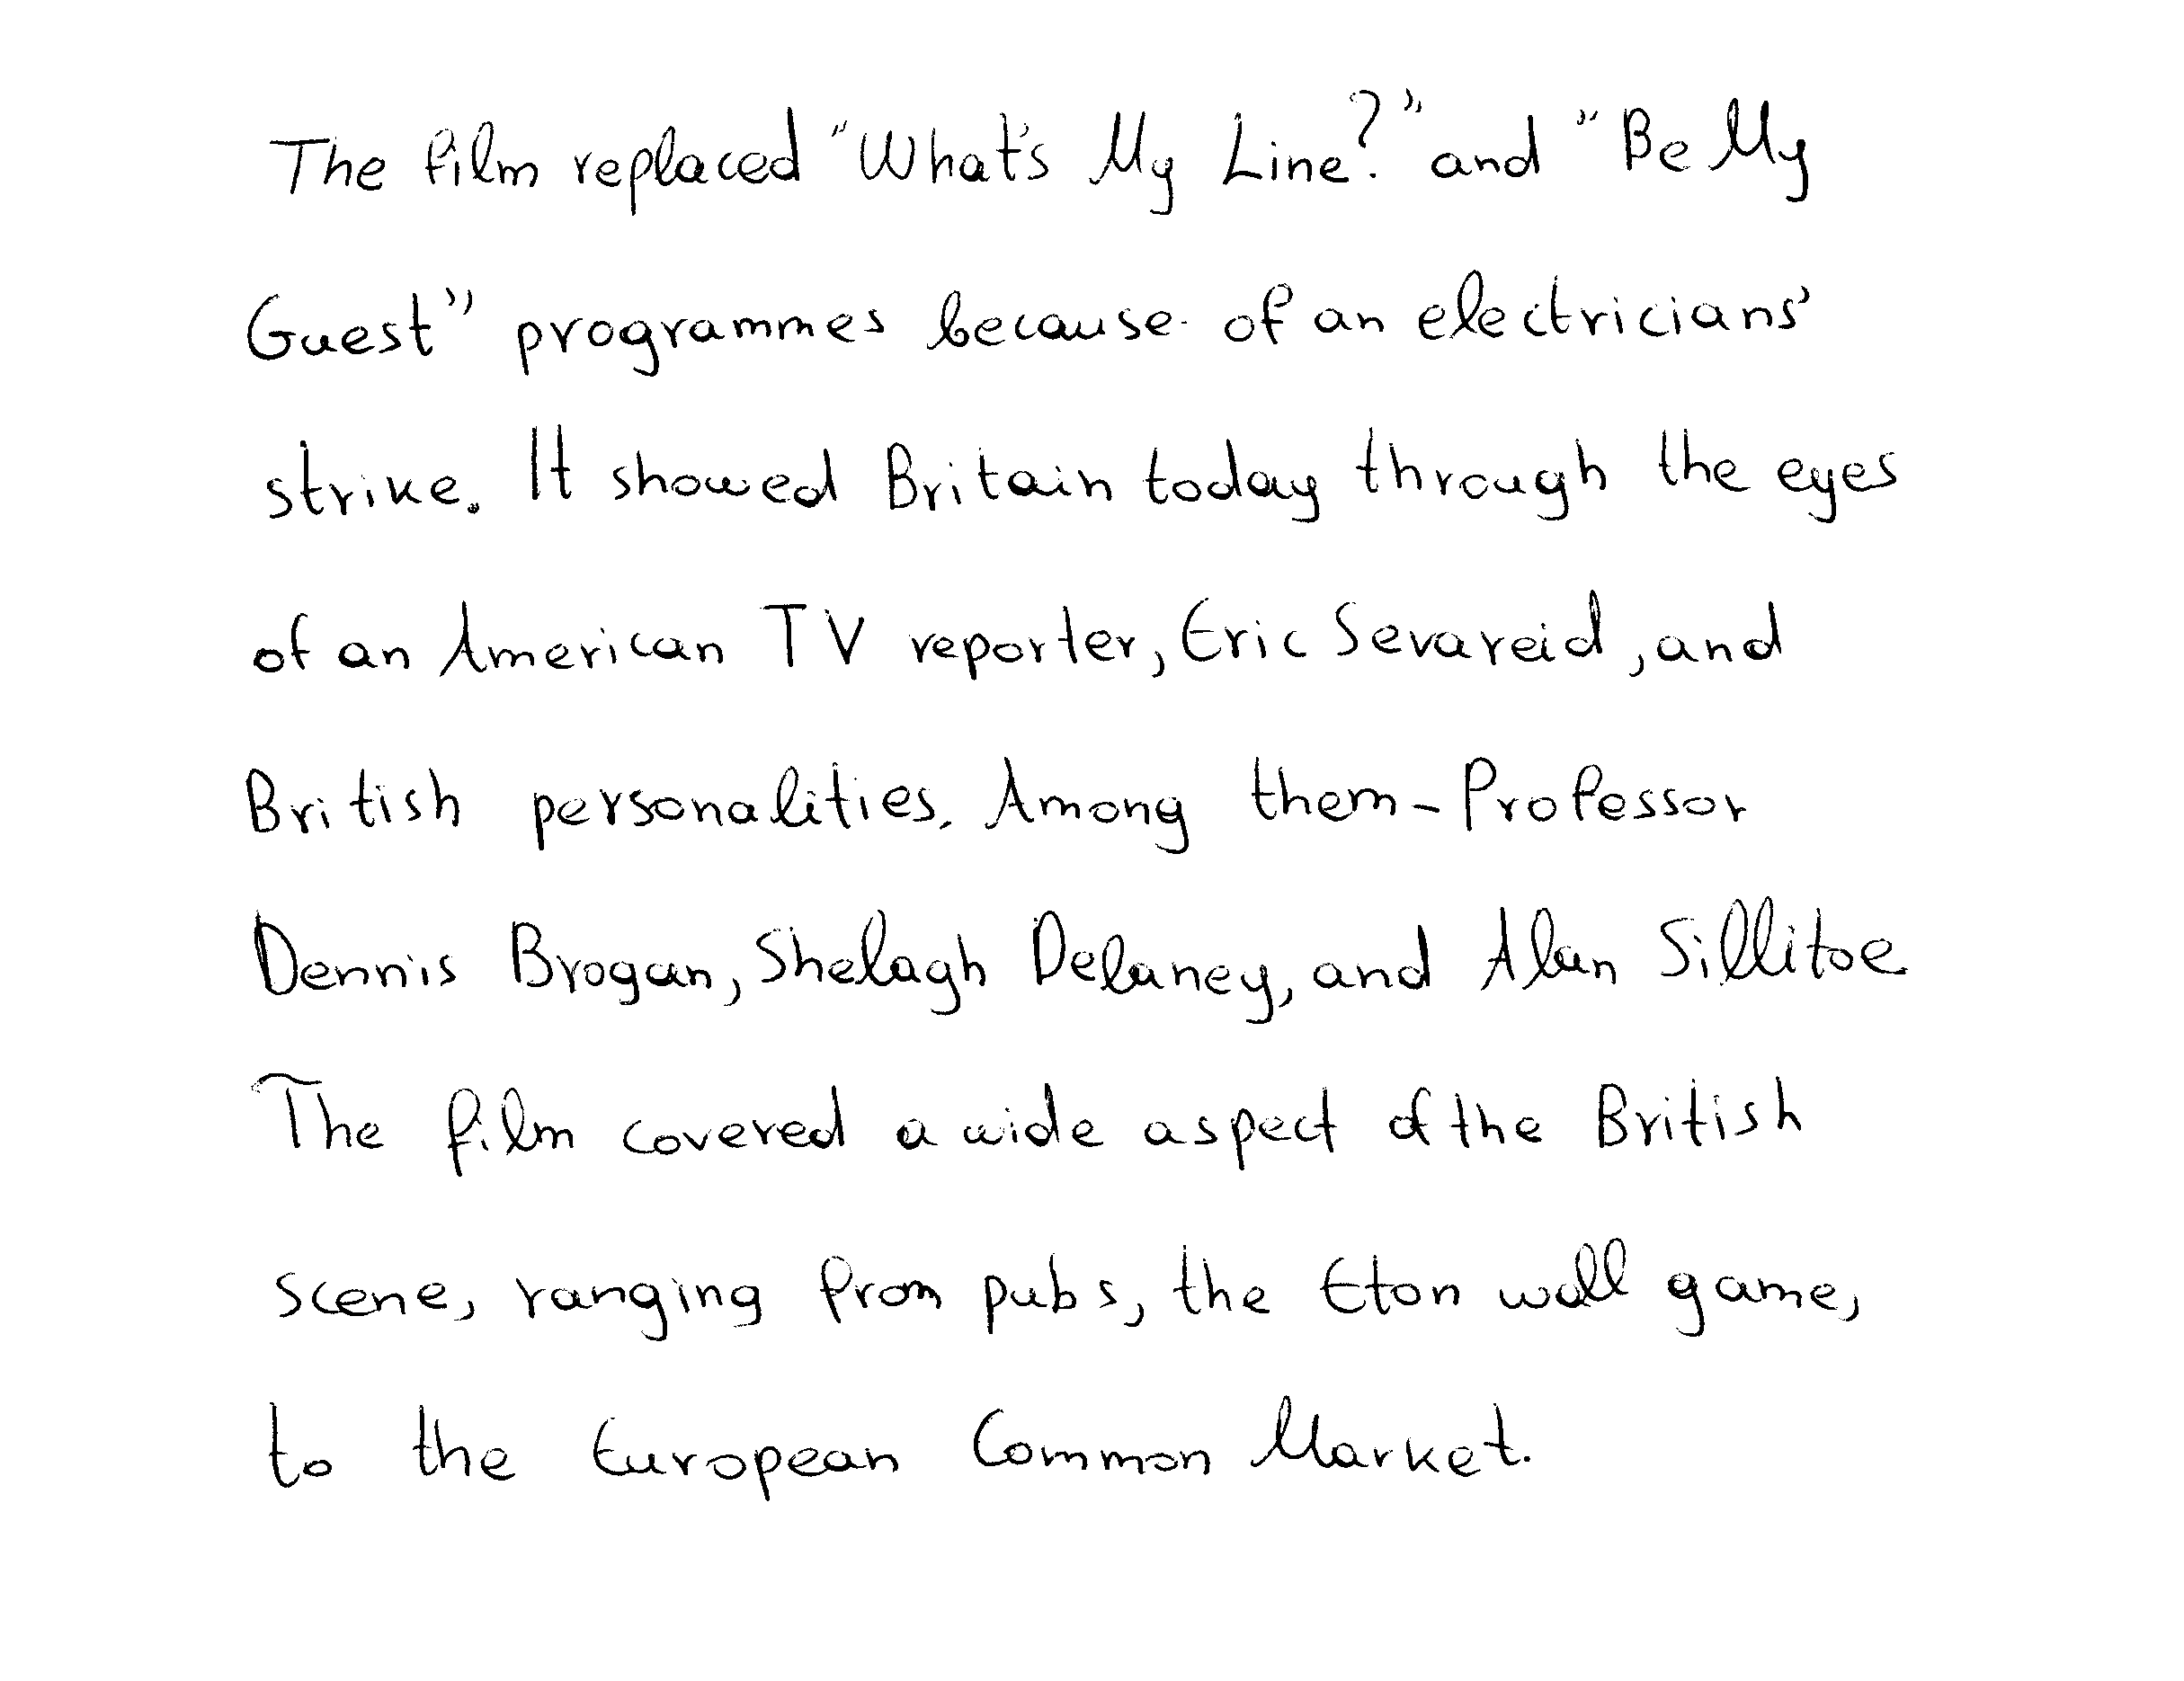 The film replaced "What's My Line?" and "Be My
Guest" programmes because of an electricians'
strike. It showed Britain today through the eyes
of an American TV reporter, Eric Sevareid, and
British personalities. Among them - Professor
Dennis Brogan, Shelagh Delaney, and Alan Sillitoe
The film covered a wide aspect of the British
scene, ranging from pubs, the Eton wall game,
to the European Common Market.